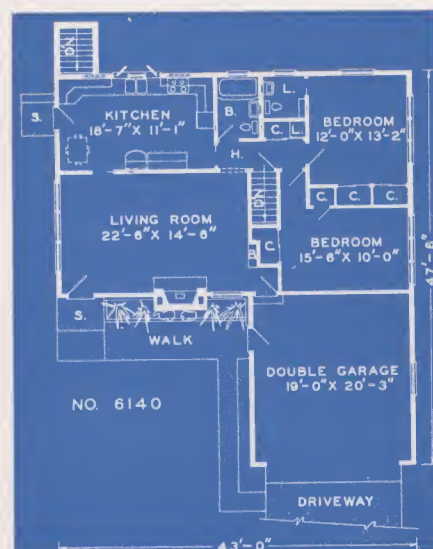 DN
S.
KITCHEN
18'-7" X 11'-1"
B.
L.
C.
L.
BEDROOM
12'-0" X 13'-2"
H.
LIVING ROOM
22'-6" X 14'-6"
DN
C.
C.
C.
B
C.
BEDROOM
15'-6" X 10'-0"
47'-6"
S.
WALK
DOUBLE GARAGE
19'-0" X 20'-3"
NO. 6140
DRIVEWAY
43'-0"